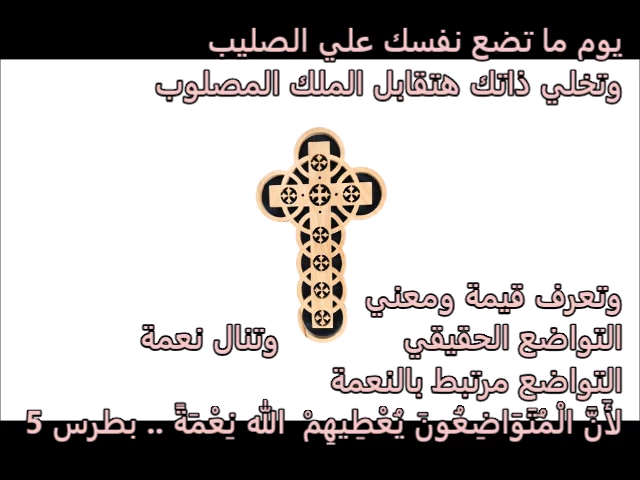 يوم ما تضع نفسك علي الصليب
وتخلي ذاتك هتقابل الملك المصلوب
وتعرف قيمة ومعني
التواضع الحقيقي وتنال نعمة
التواضع مرتبط بالنعمة
لأَنَّ الْمُتَوَاضِعُونَ يُعْطِيهِمْ الله نِعْمَةً .. بطرس 5